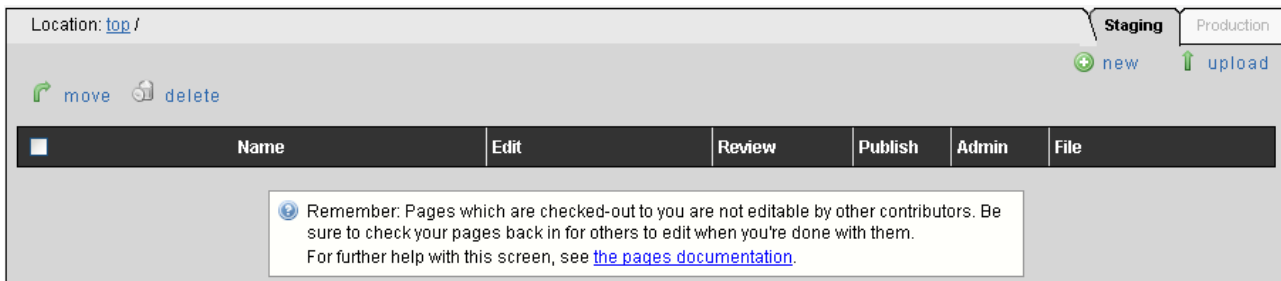 Location: top /
Staging
Production
new
upload
move
delete
Name Edit Review Publish Admin File
Remember: Pages which are checked-out to you are not editable by other contributors. Be
sure to check your pages back in for others to edit when you're done with them.
For further help with this screen, see the pages documentation.